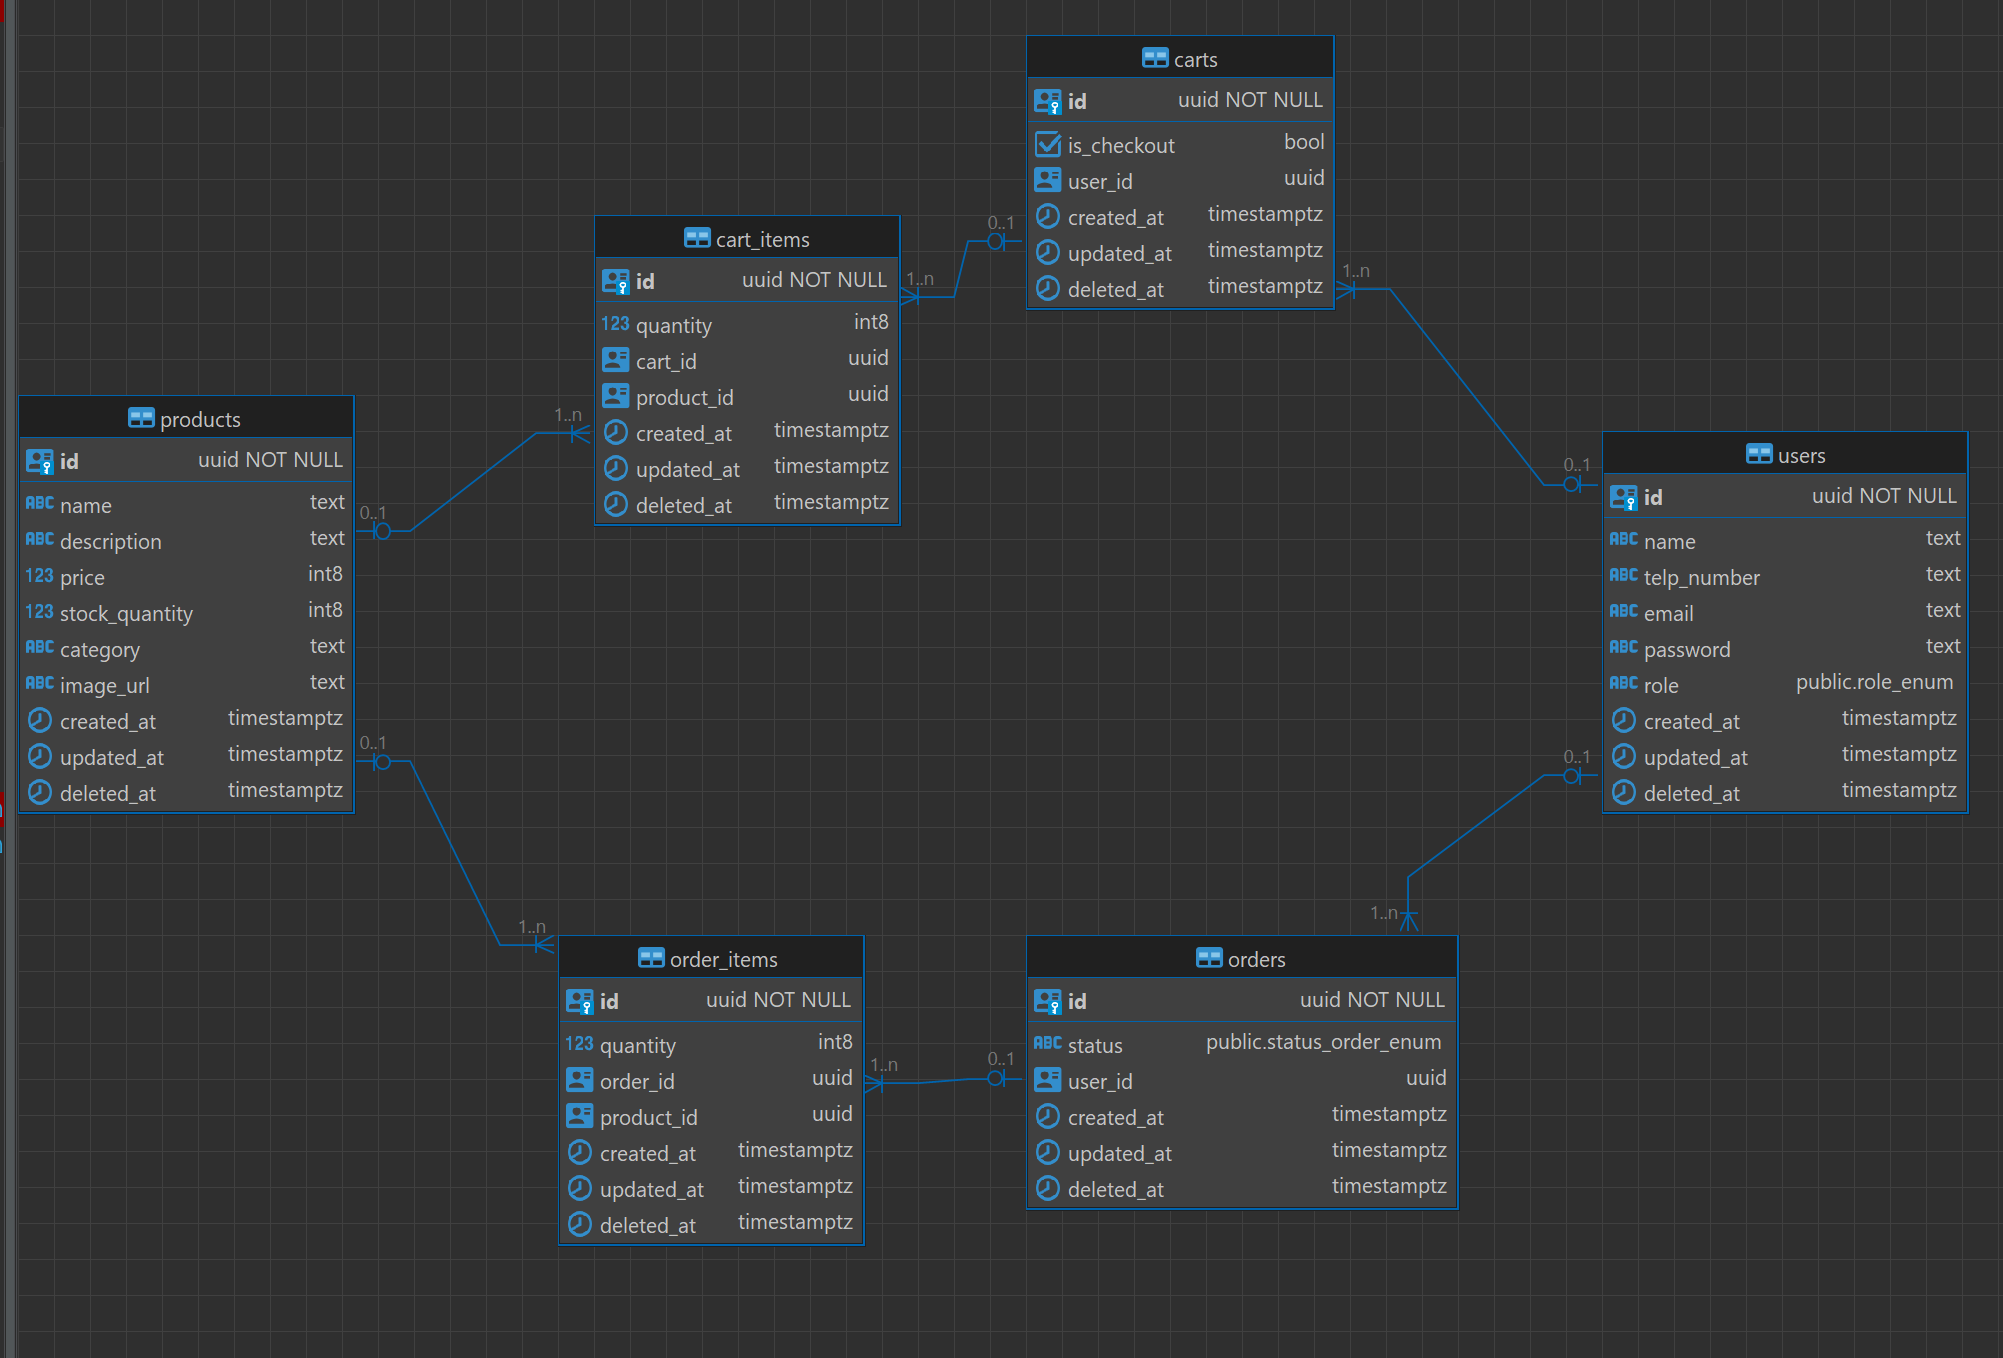 carts
id uuid NOT NULL
is_checkout bool
user_id uuid
created_at timestamptz
updated_at timestamptz
deleted_at timestamptz
0..1
1..n
1..n
cart_items
id uuid NOT NULL
123 quantity int8
cart_id uuid
product_id uuid
created_at timestamptz
updated_at timestamptz
deleted_at timestamptz
1..n
0..1
products
id uuid NOT NULL
ABC name text
ABC description text
123 price int8
123 stock_quantity int8
ABC category text
ABC image_url text
created_at timestamptz
updated_at timestamptz
deleted_at timestamptz
0..1
users
id uuid NOT NULL
ABC name text
ABC telp_number text
ABC email text
ABC password text
ABC role public.role_enum
created_at timestamptz
updated_at timestamptz
deleted_at timestamptz
0..1
0..1
1..n
1..n
order_items
id uuid NOT NULL
123 quantity int8
order_id uuid
product_id uuid
created_at timestamptz
updated_at timestamptz
deleted_at timestamptz
1..n
0..1
orders
id uuid NOT NULL
ABC status public.status_order_enum
user_id uuid
created_at timestamptz
updated_at timestamptz
deleted_at timestamptz